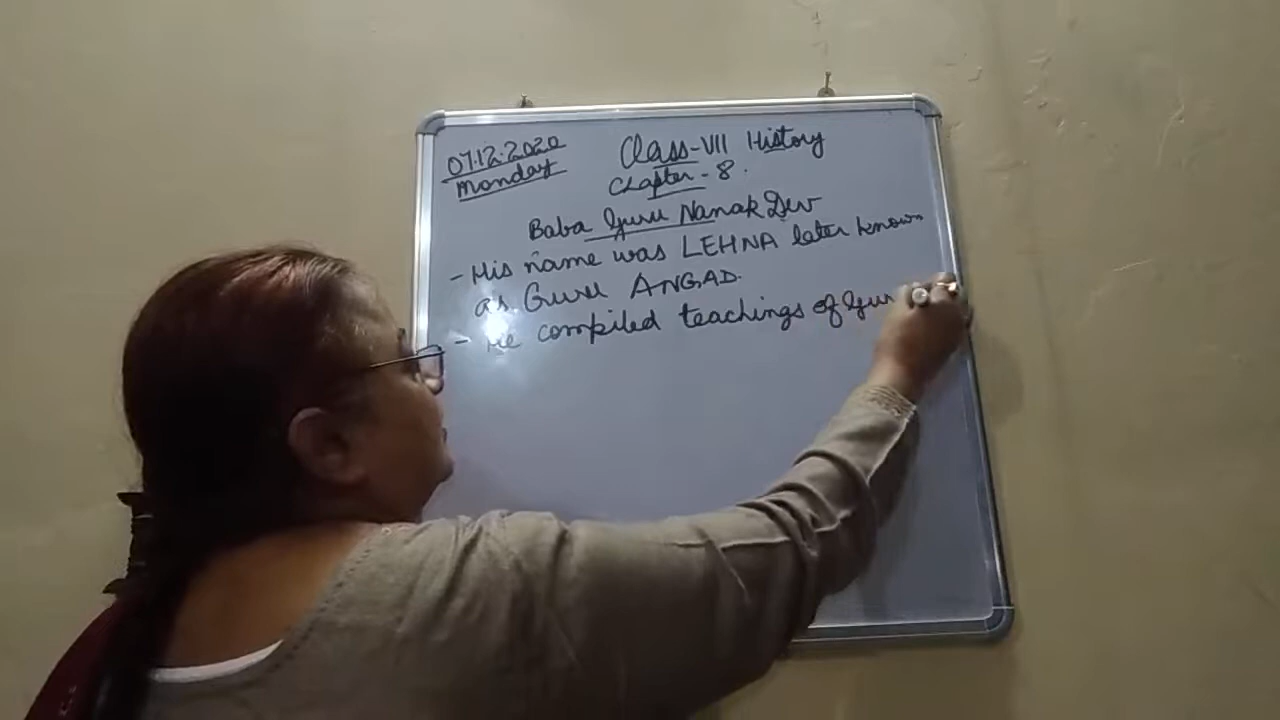 07.12.2020
Monday
Class-VII History
Chapter-8.
Baba Guru Nanak Dev
- His name was LEHNA later known
as Guru ANGAD.
- He compiled teachings of Gur